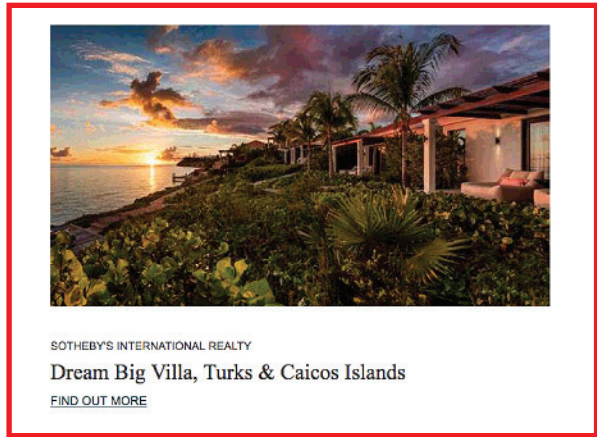 SOTHEBY'S INTERNATIONAL REALTY
Dream Big Villa, Turks & Caicos Islands
FIND OUT MORE